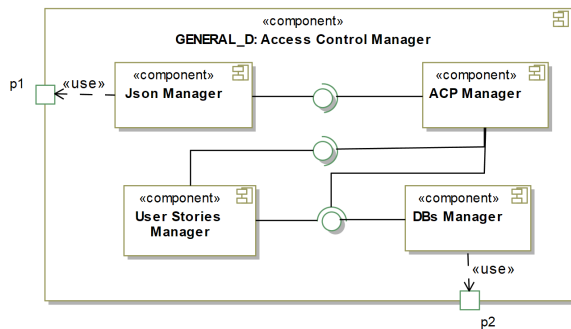 «component»
GENERAL_D: Access Control Manager
p1
«use»
«component»
Json Manager
«component»
ACP Manager
«component»
User Stories
Manager
«component»
DBs Manager
«use»
p2